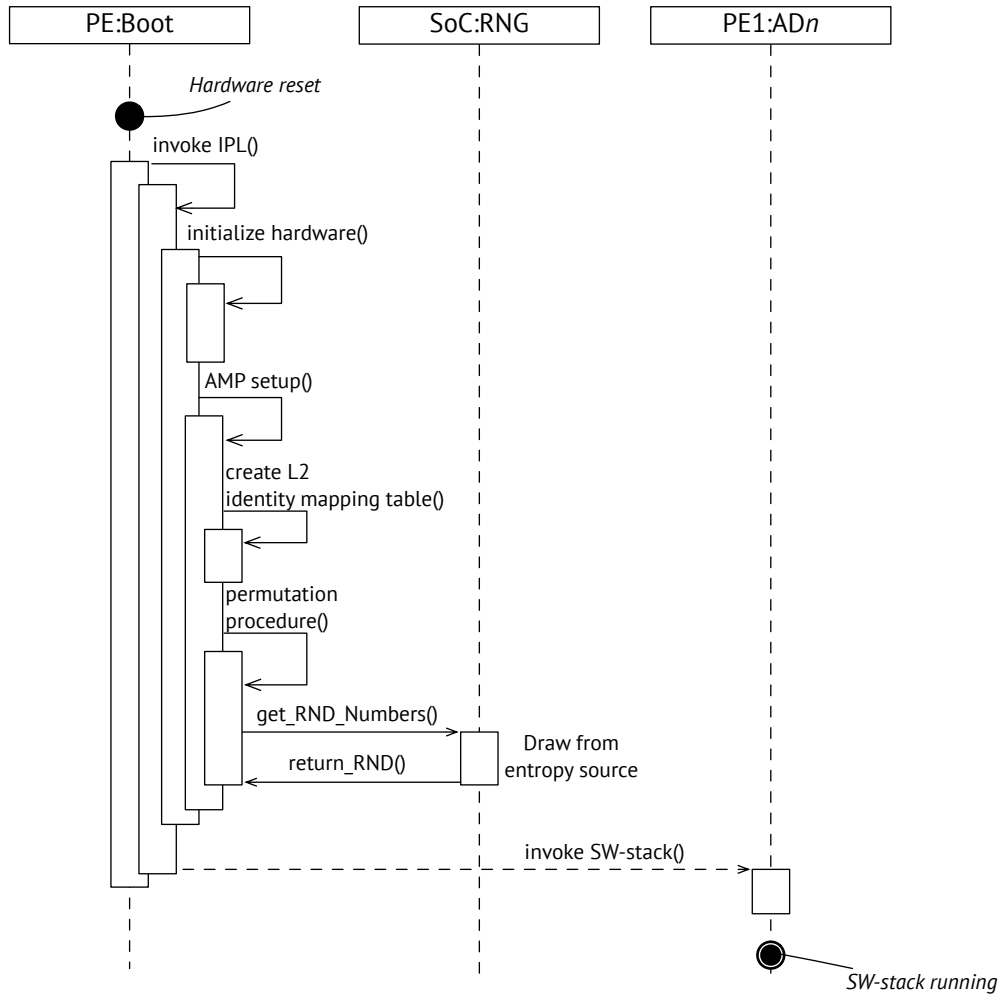 PE:Boot
SoC:RNG
PE1:ADn
Hardware reset
invoke IPL()
initialize hardware()
AMP setup()
create L2
identity mapping table()
permutation
procedure()
get_RND_Numbers()
Draw from
entropy source
return_RND()
invoke SW-stack()
SW-stack running